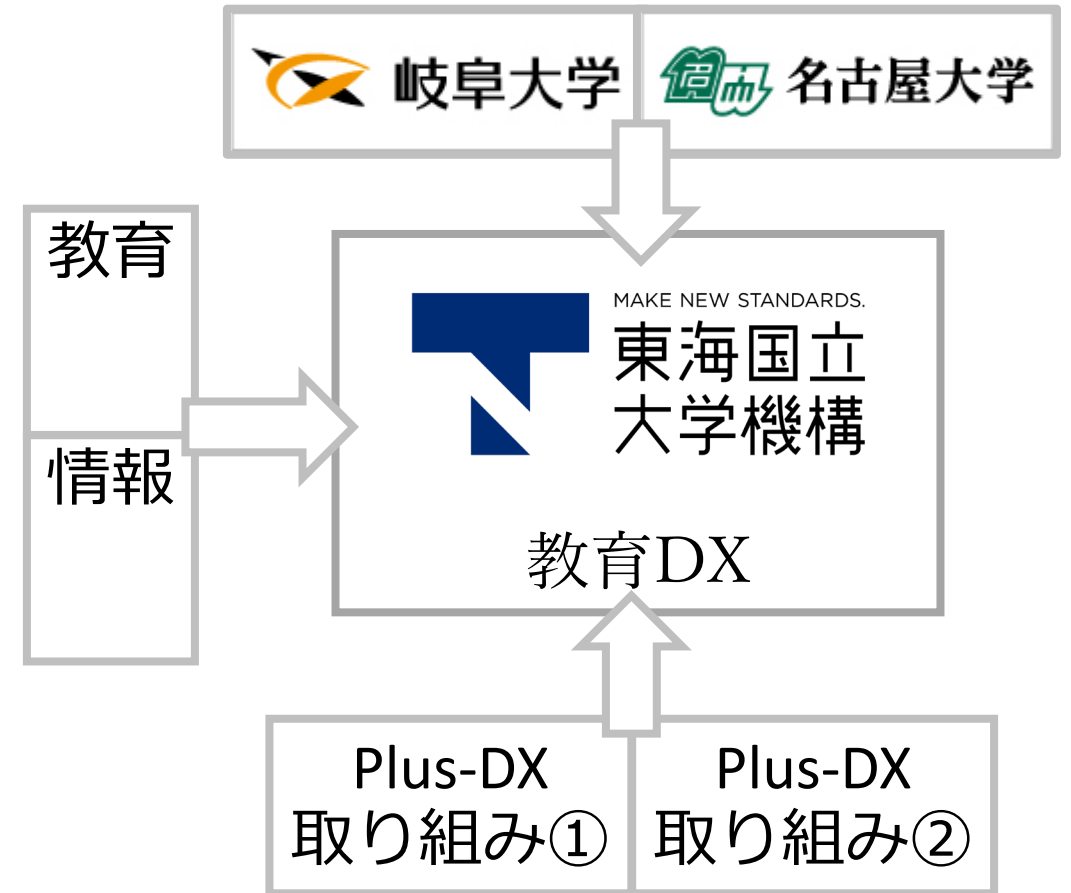 岐阜大学
名古屋大学
教育
情報
MAKE NEW STANDARDS.
東海国立
大学機構
教育DX
Plus-DX
取り組み①
Plus-DX
取り組み②